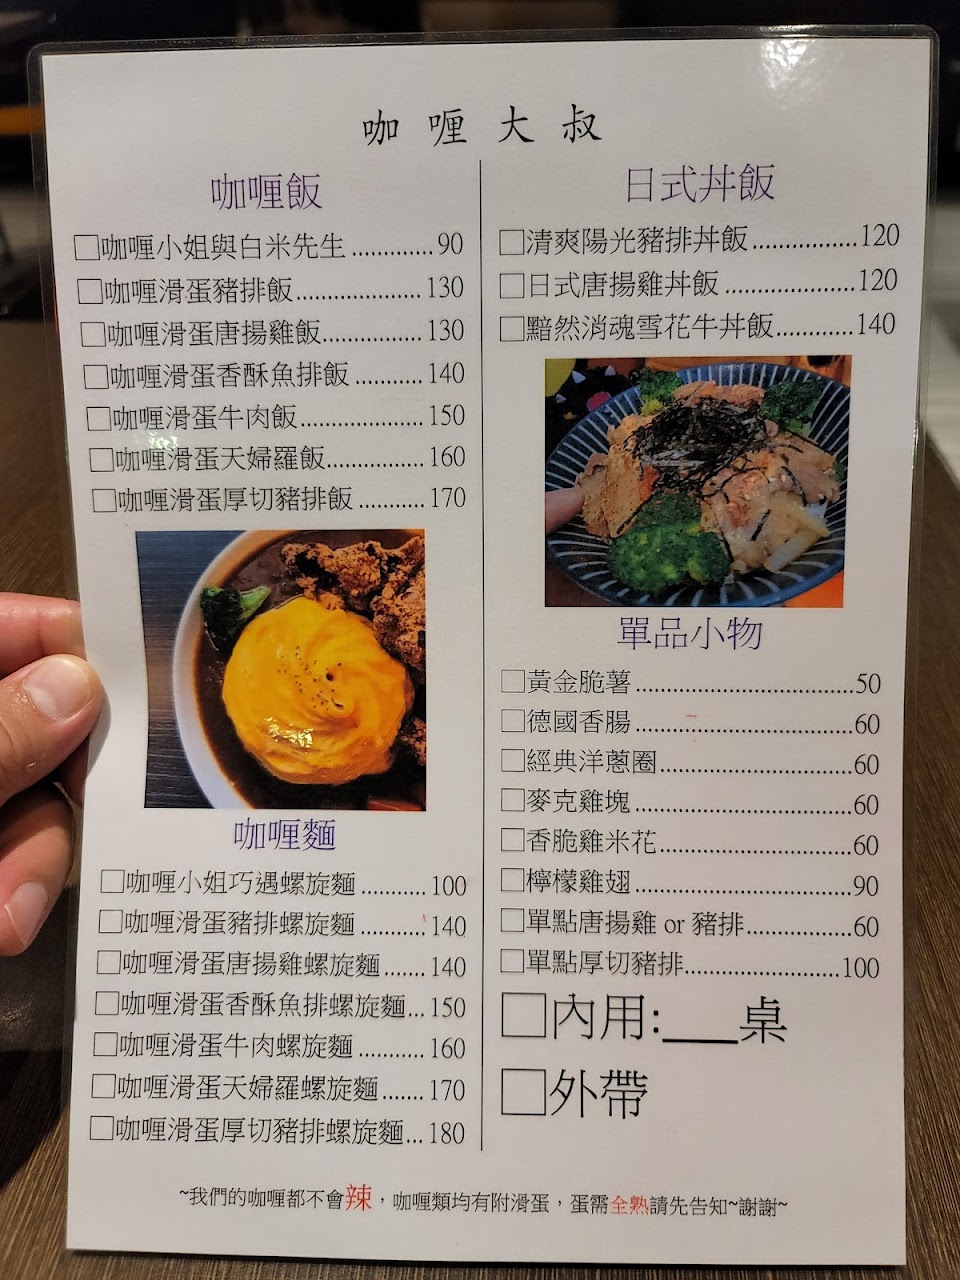 咖喱大叔
咖喱飯
□咖喱小姐與白米先生............90
□咖喱滑蛋豬排飯....................130
□咖喱滑蛋唐揚雞飯................130
□咖喱滑蛋香酥魚排飯...........140
□咖喱滑蛋牛肉飯....................150
□咖喱滑蛋天婦羅飯................160
□咖喱滑蛋厚切豬排飯...........170
咖喱麵
□咖喱小姐巧遇螺旋麵..........100
□咖喱滑蛋豬排螺旋麵...........140
□咖喱滑蛋唐揚雞螺旋麵.......140
□咖喱滑蛋香酥魚排螺旋麵...150
□咖喱滑蛋牛肉螺旋麵...........160
□咖喱滑蛋天婦羅螺旋麵.......170
□咖喱滑蛋厚切豬排螺旋麵...180
日式丼飯
□清爽陽光豬排丼飯.................120
□日式唐揚雞丼飯.....................120
□黯然消魂雪花牛丼飯............140
單品小物
□黃金脆薯...................................50
□德國香腸...................................60
□經典洋蔥圈...............................60
□麥克雞塊...................................60
□香脆雞米花...............................60
□檸檬雞翅...................................90
□單點唐揚雞 or 豬排.................60
□單點厚切豬排.........................100
□內用:___桌
□外帶
~我們的咖喱都不會辣，咖喱類均有附滑蛋，蛋需全熟請先告知~謝謝~